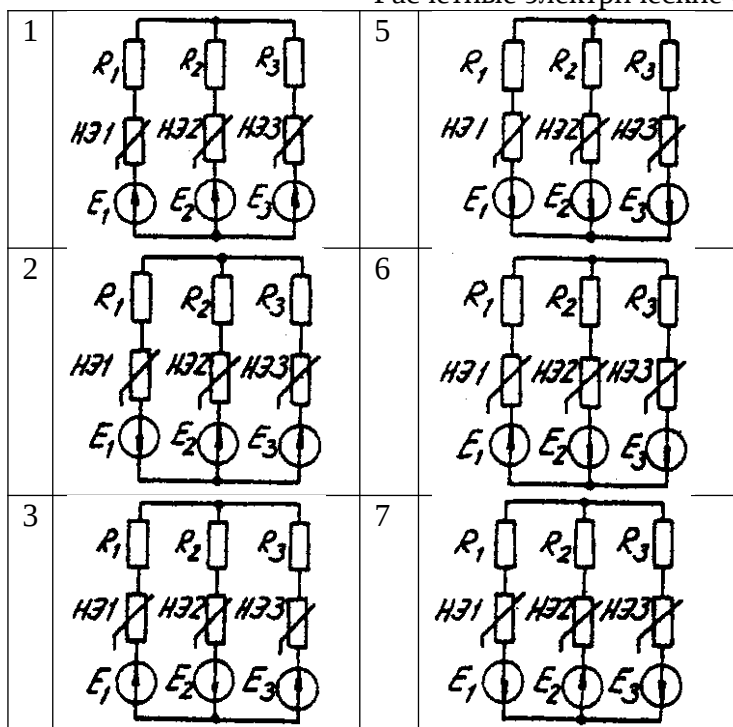 Расчетные электрические
1
R₁ R₂ R₃
НЭ1 НЭ2 НЭ3
E₁ E₂ E₃
5
R₁ R₂ R₃
НЭ1 НЭ2 НЭ3
E₁ E₂ E₃
2
R₁ R₂ R₃
НЭ1 НЭ2 НЭ3
E₁ E₂ E₃
6
R₁ R₂ R₃
НЭ1 НЭ2 НЭ3
E₁ E₂ E₃
3
R₁ R₂ R₃
НЭ1 НЭ2 НЭ3
E₁ E₂ E₃
7
R₁ R₂ R₃
НЭ1 НЭ2 НЭ3
E₁ E₂ E₃